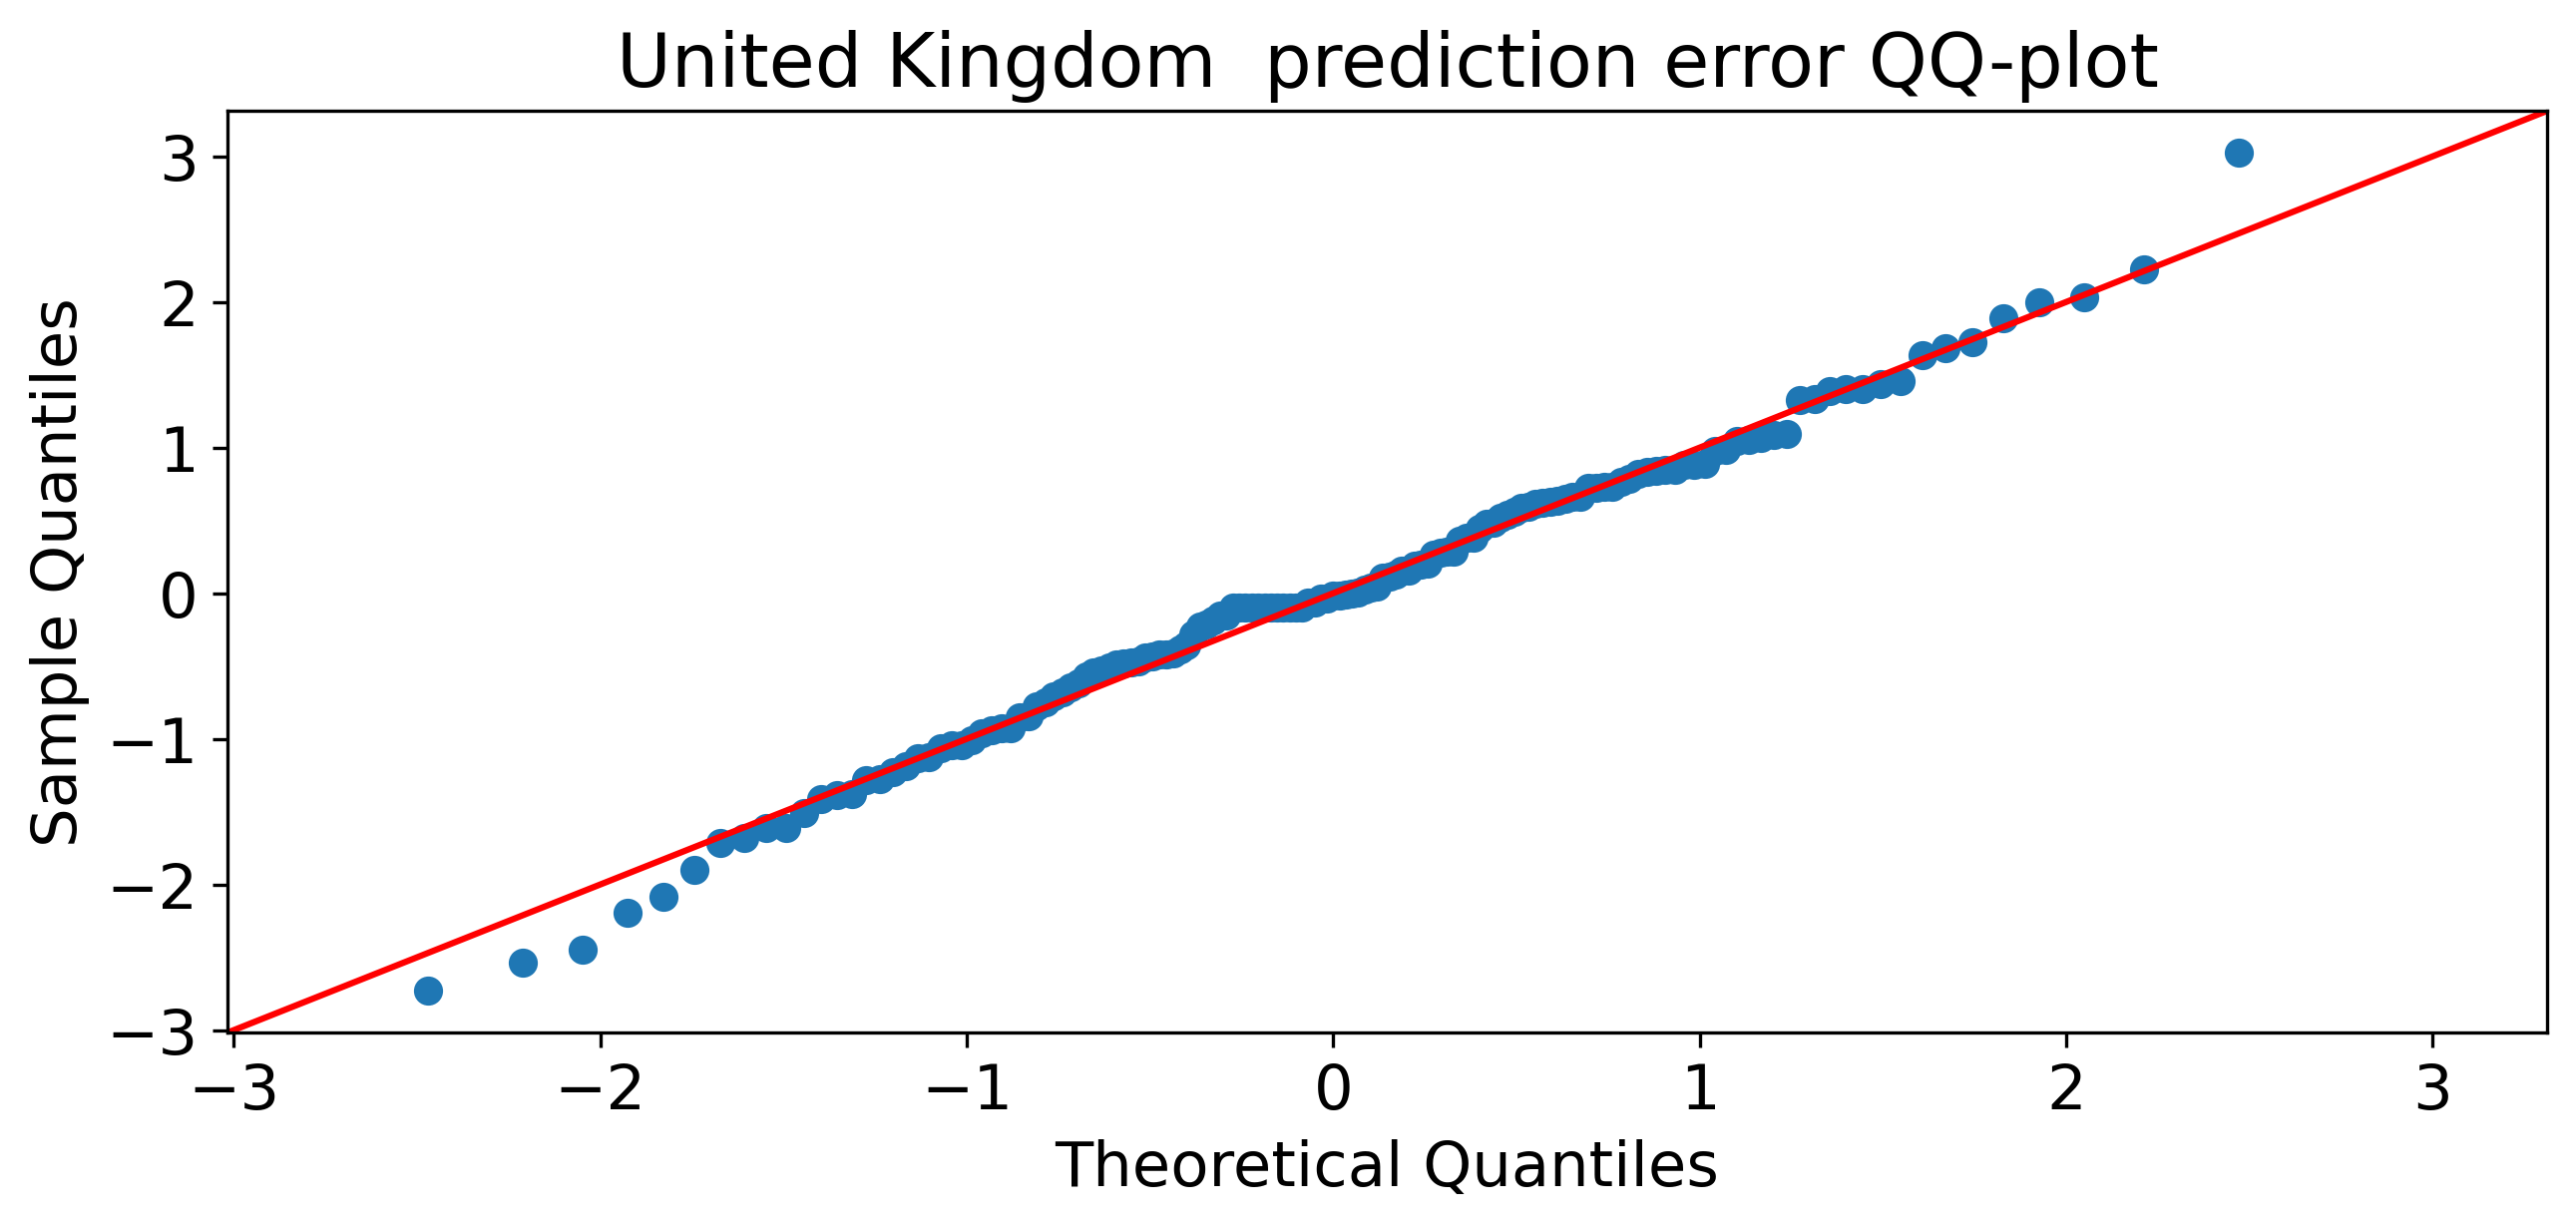 United Kingdom  prediction error QQ-plot
3
2
1
0
−1
−2
−3
Sample Quantiles
−3 −2 −1 0 1 2 3
Theoretical Quantiles